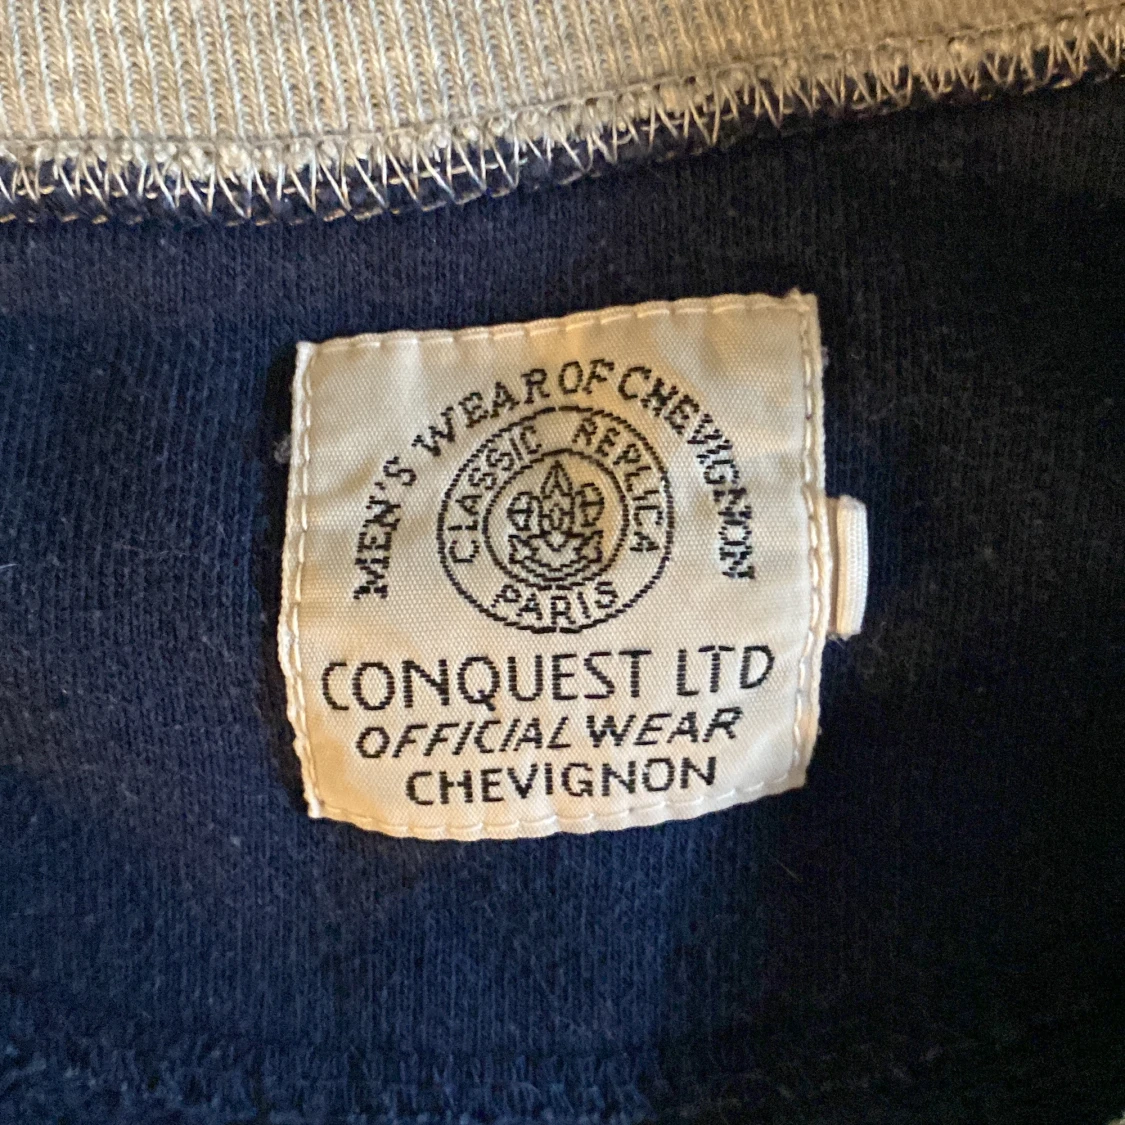 MEN'S WEAR OF CHEVIGNON
CLASSIC REPLICA
PARIS
CONQUEST LTD
OFFICIAL WEAR
CHEVIGNON